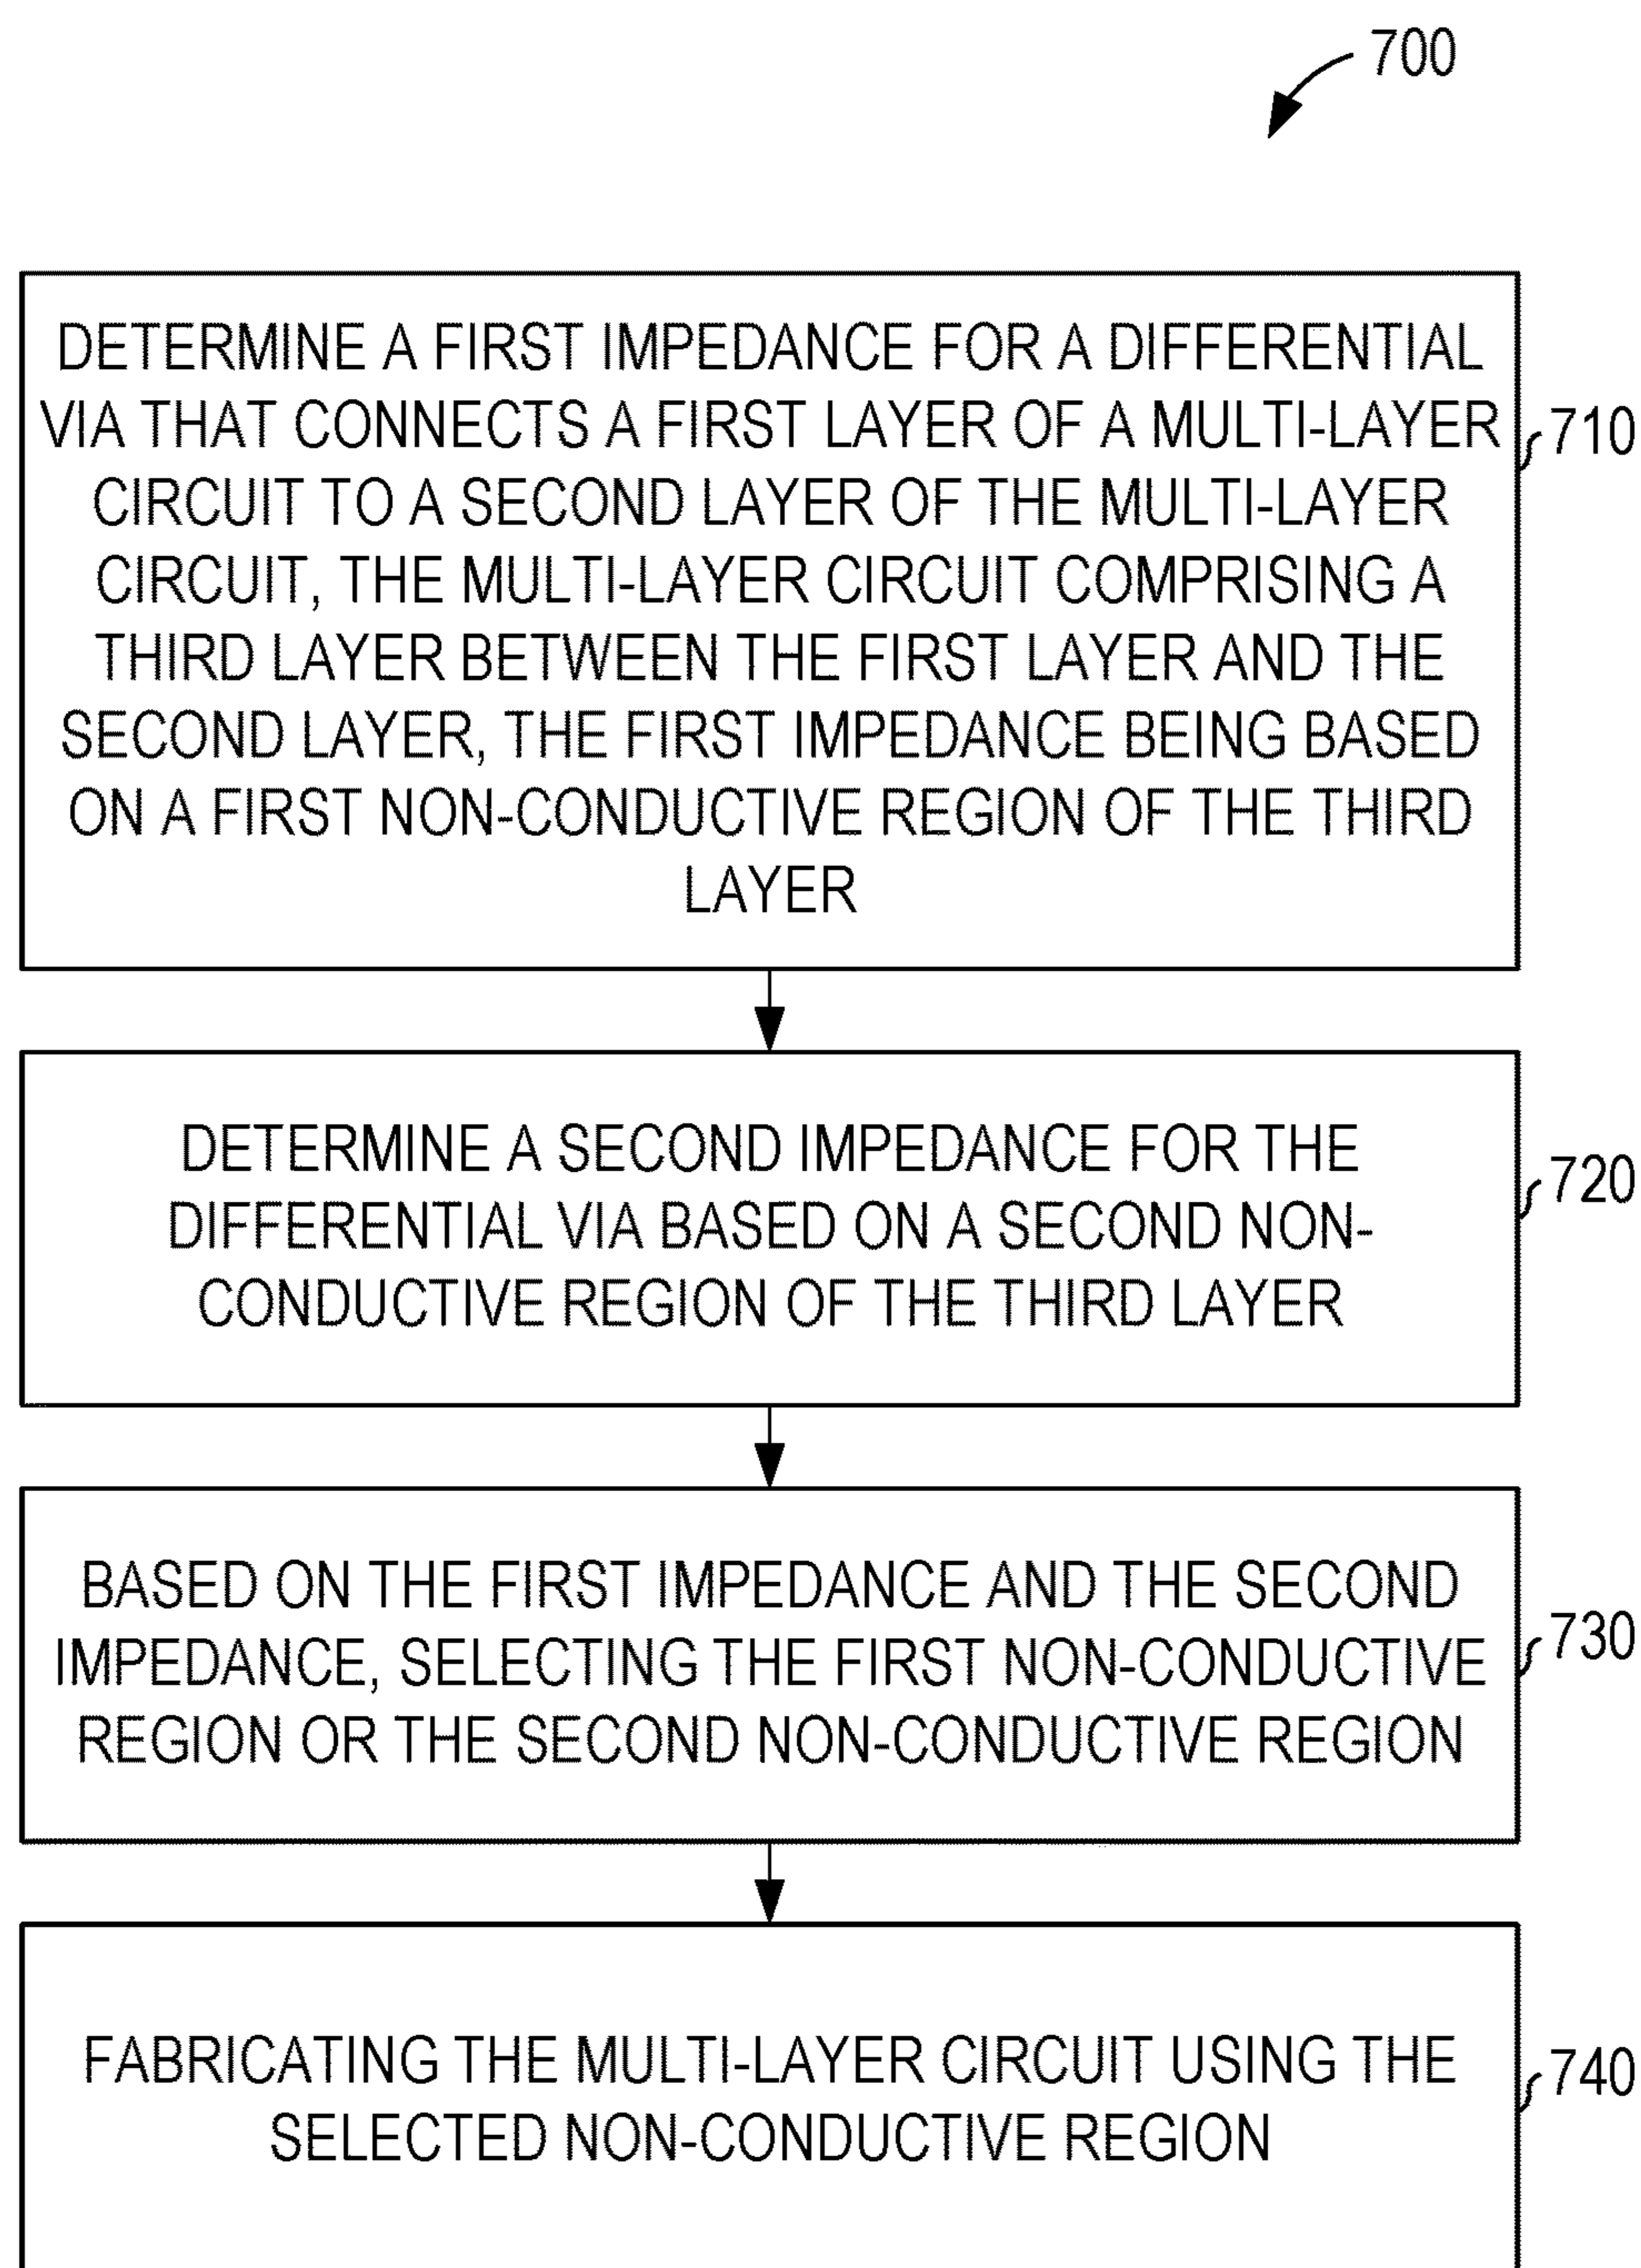 700
DETERMINE A FIRST IMPEDANCE FOR A DIFFERENTIAL
VIA THAT CONNECTS A FIRST LAYER OF A MULTI-LAYER
CIRCUIT TO A SECOND LAYER OF THE MULTI-LAYER
CIRCUIT, THE MULTI-LAYER CIRCUIT COMPRISING A
THIRD LAYER BETWEEN THE FIRST LAYER AND THE
SECOND LAYER, THE FIRST IMPEDANCE BEING BASED
ON A FIRST NON-CONDUCTIVE REGION OF THE THIRD
LAYER
710
DETERMINE A SECOND IMPEDANCE FOR THE
DIFFERENTIAL VIA BASED ON A SECOND NON-
CONDUCTIVE REGION OF THE THIRD LAYER
720
BASED ON THE FIRST IMPEDANCE AND THE SECOND
IMPEDANCE, SELECTING THE FIRST NON-CONDUCTIVE
REGION OR THE SECOND NON-CONDUCTIVE REGION
730
FABRICATING THE MULTI-LAYER CIRCUIT USING THE
SELECTED NON-CONDUCTIVE REGION
740